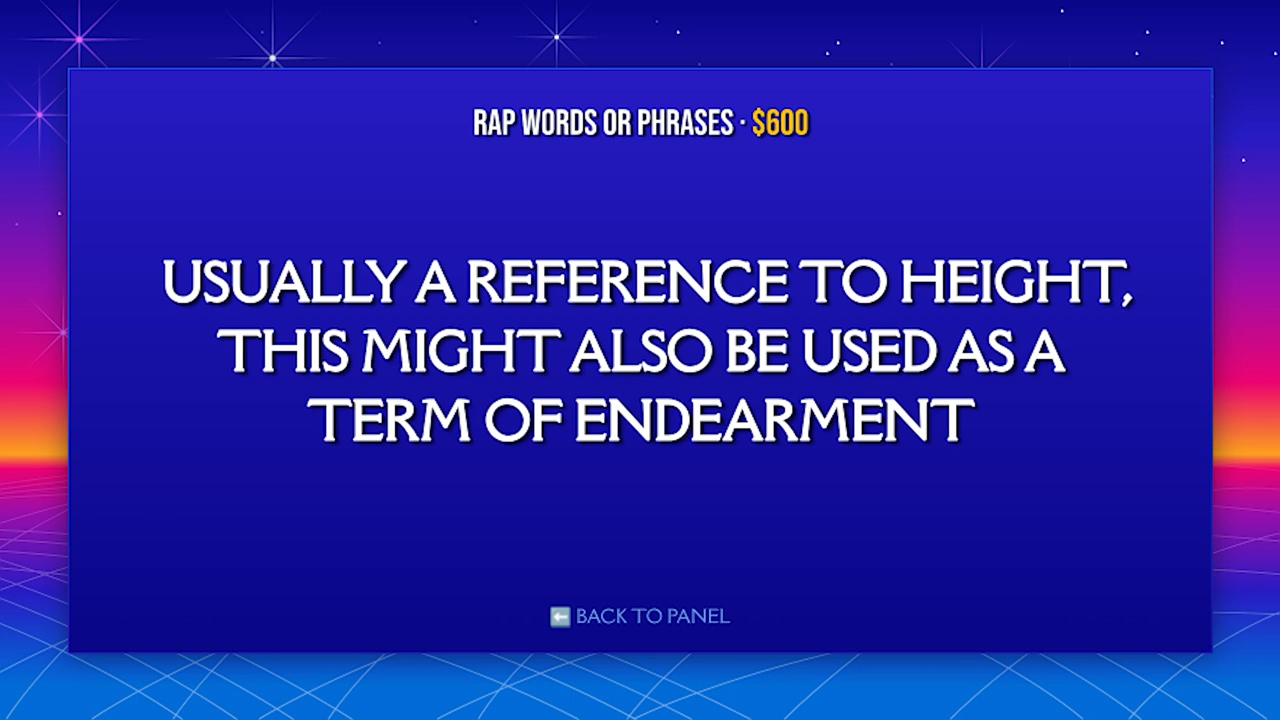 RAP WORDS OR PHRASES · $600
USUALLY A REFERENCE TO HEIGHT,
THIS MIGHT ALSO BE USED AS A
TERM OF ENDEARMENT
⬅️ BACK TO PANEL